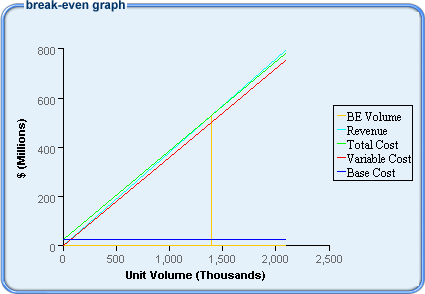 break-even graph
$ (Millions)
800
600
400
200
0
0 500 1,000 1,500 2,000 2,500
Unit Volume (Thousands)
BE Volume
Revenue
Total Cost
Variable Cost
Base Cost